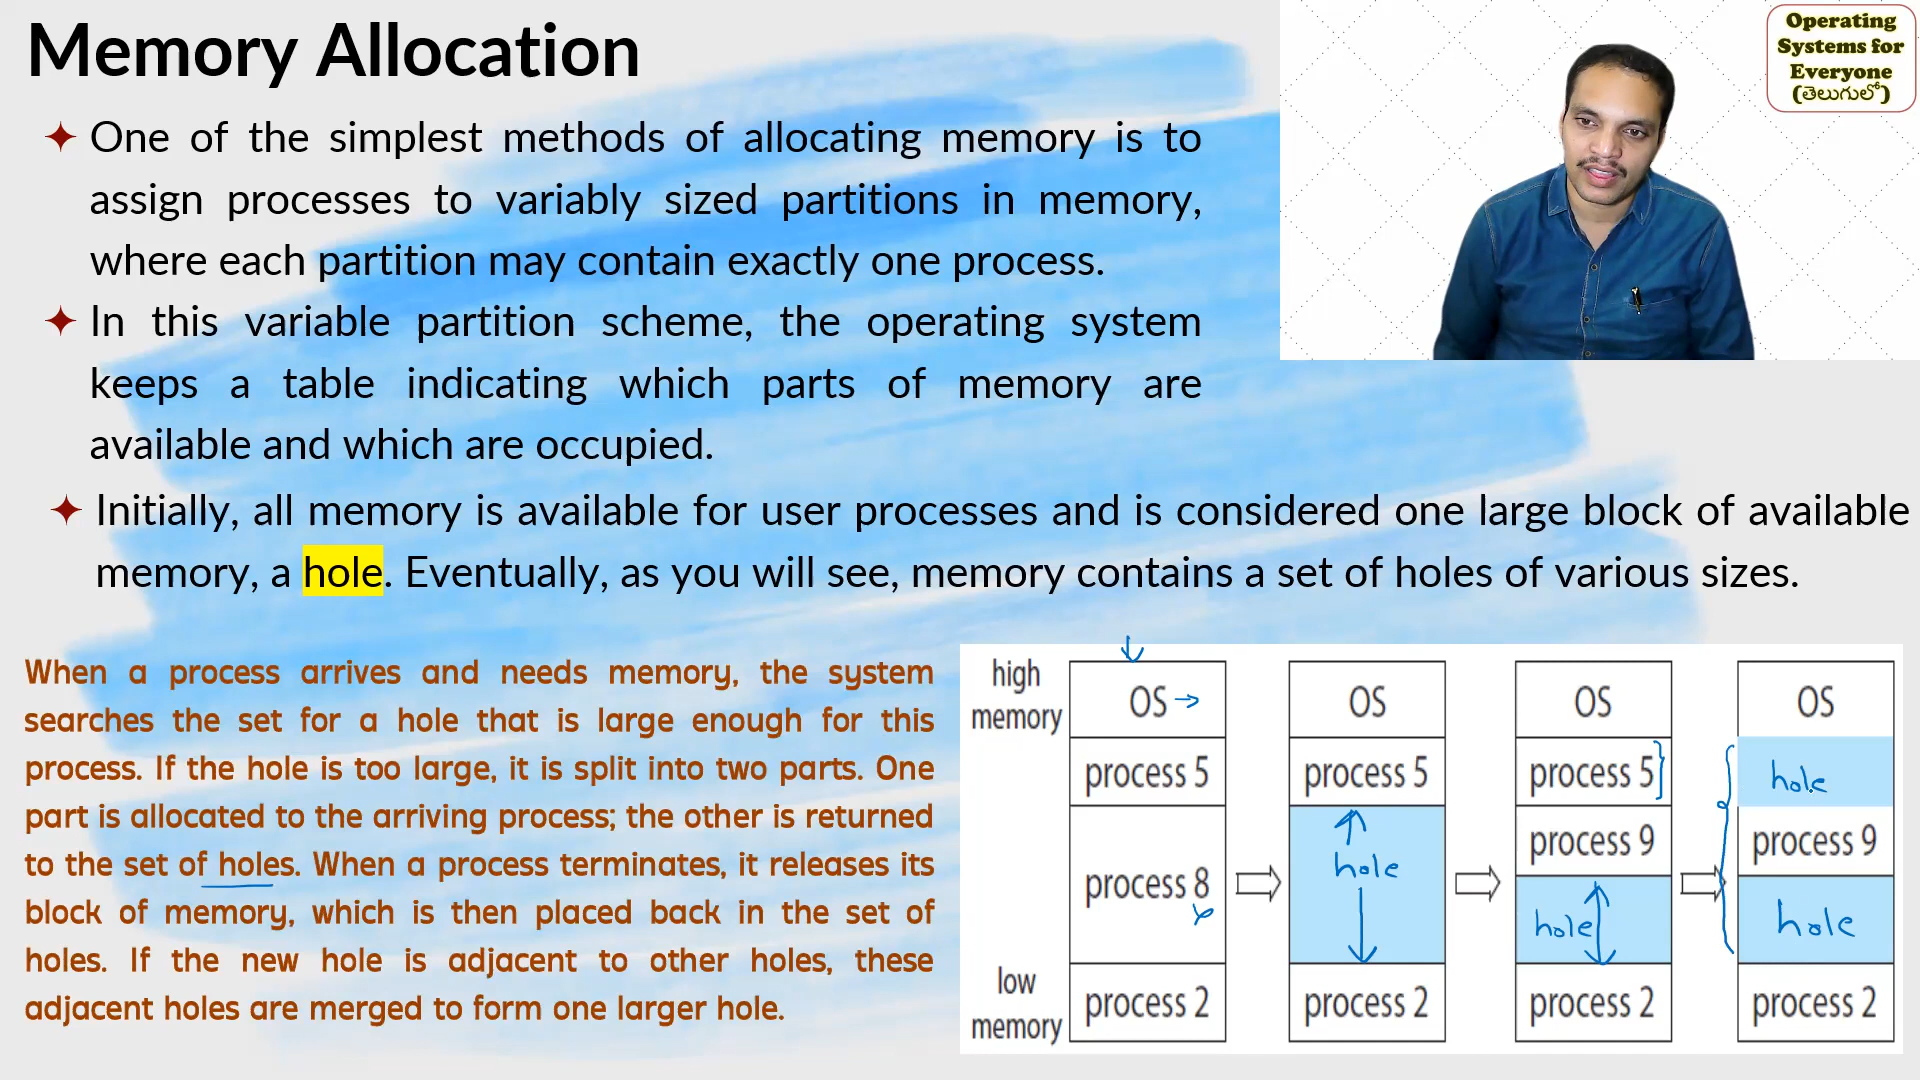 Memory Allocation
Operating
Systems for
Everyone
(తెలుగులో)
✦ One of the simplest methods of allocating memory is to
assign processes to variably sized partitions in memory,
where each partition may contain exactly one process.
✦ In this variable partition scheme, the operating system
keeps a table indicating which parts of memory are
available and which are occupied.
✦ Initially, all memory is available for user processes and is considered one large block of available
memory, a hole. Eventually, as you will see, memory contains a set of holes of various sizes.
When a process arrives and needs memory, the system
searches the set for a hole that is large enough for this
process. If the hole is too large, it is split into two parts. One
part is allocated to the arriving process; the other is returned
to the set of holes. When a process terminates, it releases its
block of memory, which is then placed back in the set of
holes. If the new hole is adjacent to other holes, these
adjacent holes are merged to form one larger hole.
high
memory
low
memory
OS
process 5
process 8
process 2
OS
process 5
hole
process 2
OS
process 5
process 9
hole
process 2
OS
hole
process 9
hole
process 2